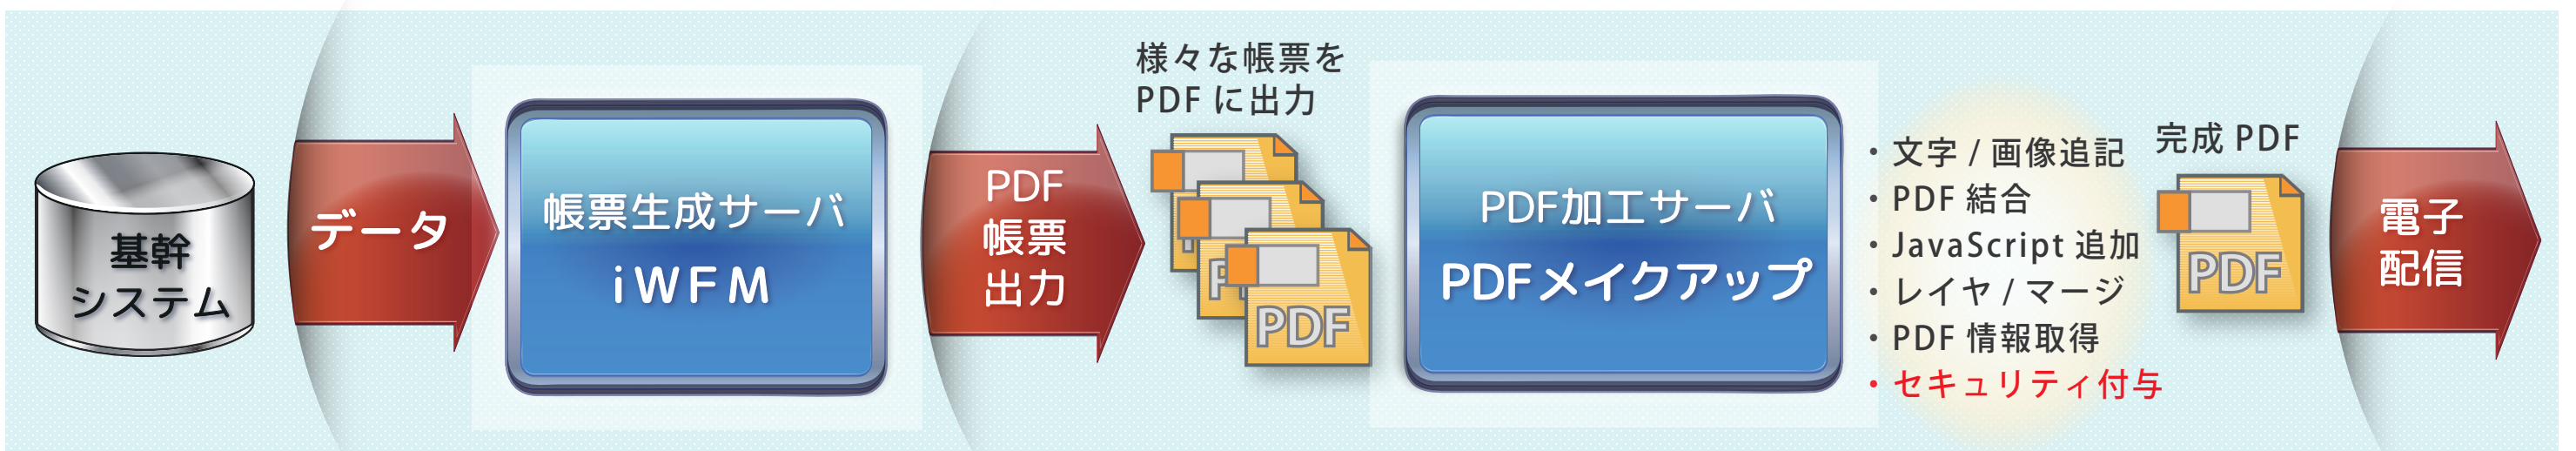 基幹
システム
データ
帳票生成サーバ
iWFM
PDF
帳票
出力
様々な帳票を
PDF に出力
P
P
PDF
PDF加工サーバ
PDFメイクアップ
・文字 / 画像追記
・PDF 結合
・JavaScript 追加
・レイヤ / マージ
・PDF 情報取得
・セキュリティ付与
完成 PDF
PDF
電子
配信